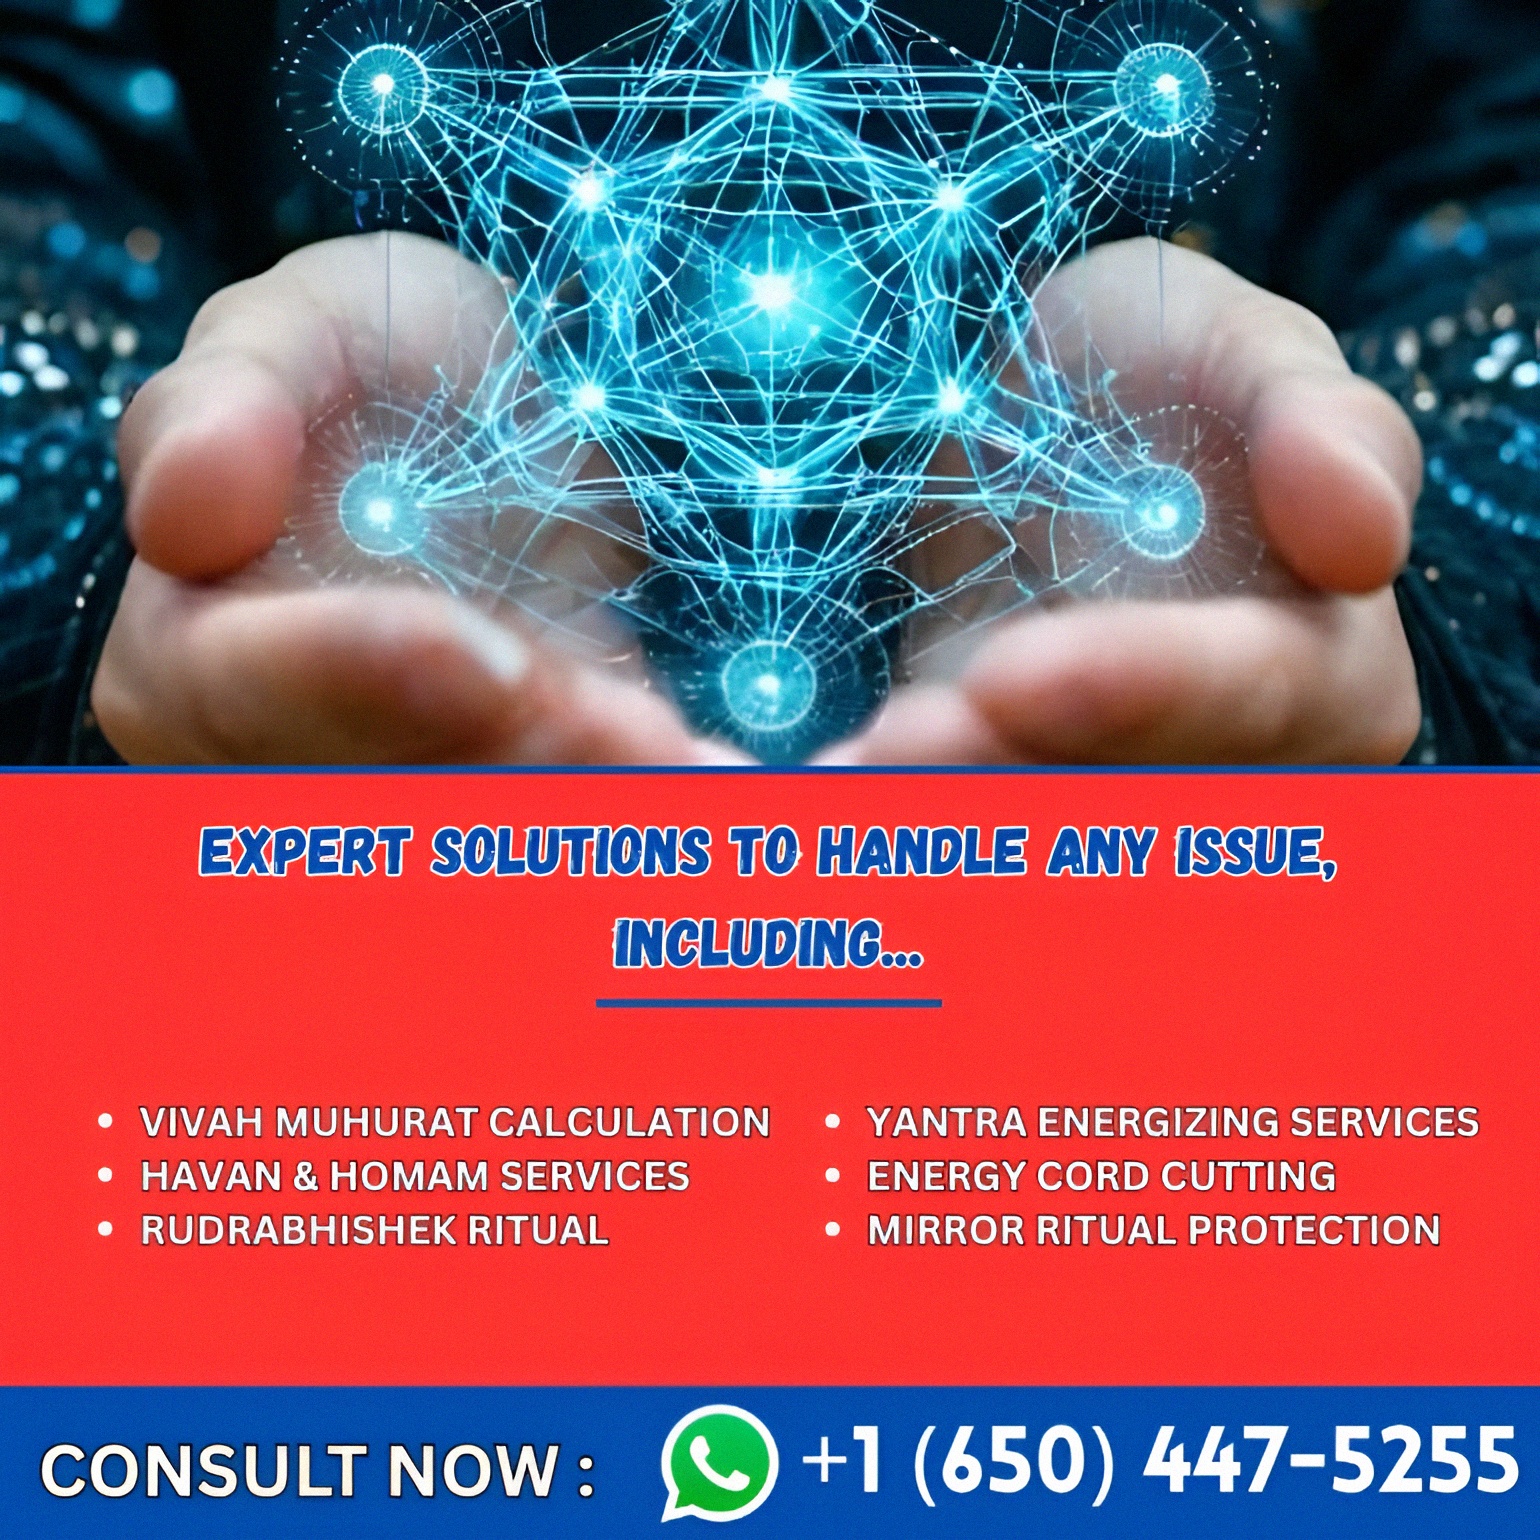 EXPERT SOLUTIONS TO HANDLE ANY ISSUE,
INCLUDING...
• VIVAH MUHURAT CALCULATION
• HAVAN & HOMAM SERVICES
• RUDRABHISHEK RITUAL
• YANTRA ENERGIZING SERVICES
• ENERGY CORD CUTTING
• MIRROR RITUAL PROTECTION
CONSULT NOW : +1 (650) 447-5255